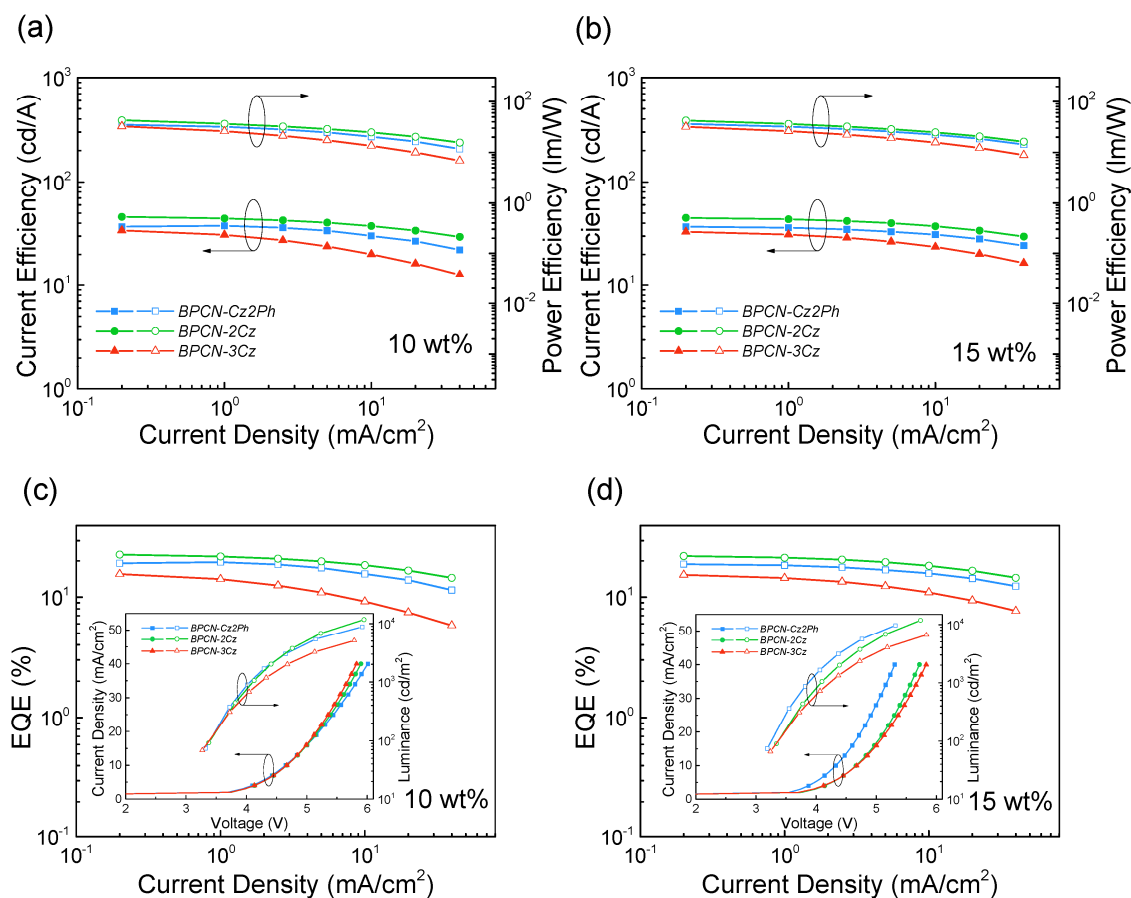 (a)
10³
10²
10¹
10⁰
Current Efficiency (cd/A)
10²
10⁰
10⁻²
Power Efficiency (lm/W)
BPCN-Cz2Ph
BPCN-2Cz
BPCN-3Cz
10 wt%
10⁻¹ 10⁰ 10¹
Current Density (mA/cm²)
(b)
10³
10²
10¹
10⁰
Current Efficiency (cd/A)
10²
10⁰
10⁻²
Power Efficiency (lm/W)
BPCN-Cz2Ph
BPCN-2Cz
BPCN-3Cz
15 wt%
10⁻¹ 10⁰ 10¹
Current Density (mA/cm²)
(c)
10¹
10⁰
10⁻¹
EQE (%)
50
40
30
20
10
0
Current Density (mA/cm²)
BPCN-Cz2Ph
BPCN-2Cz
BPCN-3Cz
10⁴
10³
10²
10¹
Luminance (cd/m²)
2 3 4 5 6
Voltage (V)
10 wt%
10⁻¹ 10⁰ 10¹
Current Density (mA/cm²)
(d)
10¹
10⁰
10⁻¹
EQE (%)
50
40
30
20
10
0
Current Density (mA/cm²)
BPCN-Cz2Ph
BPCN-2Cz
BPCN-3Cz
10⁴
10³
10²
10¹
Luminance (cd/m²)
2 3 4 5 6
Voltage (V)
15 wt%
10⁻¹ 10⁰ 10¹
Current Density (mA/cm²)